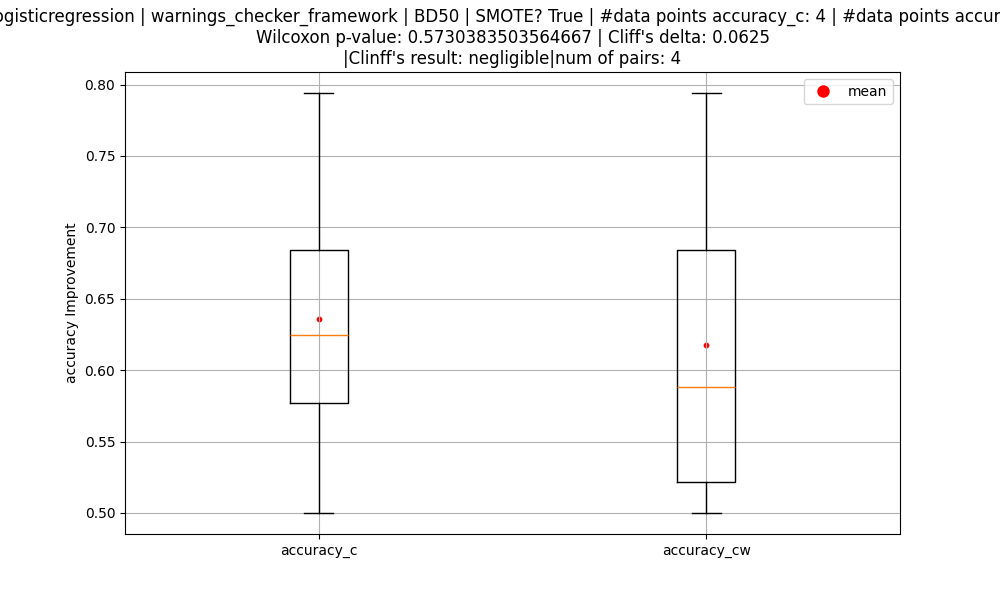 | warnings_checker_framework | BD50 | SMOTE? True | #data points accuracy_c: 4 | #data points
Wilcoxon p-value: 0.5730383503564667 | Cliff's delta: 0.0625
|Clinff's result: negligible|num of pairs: 4
mean
0.80
0.75
0.70
0.65
0.60
0.55
0.50
accuracy Improvement
accuracy_c
accuracy_cw